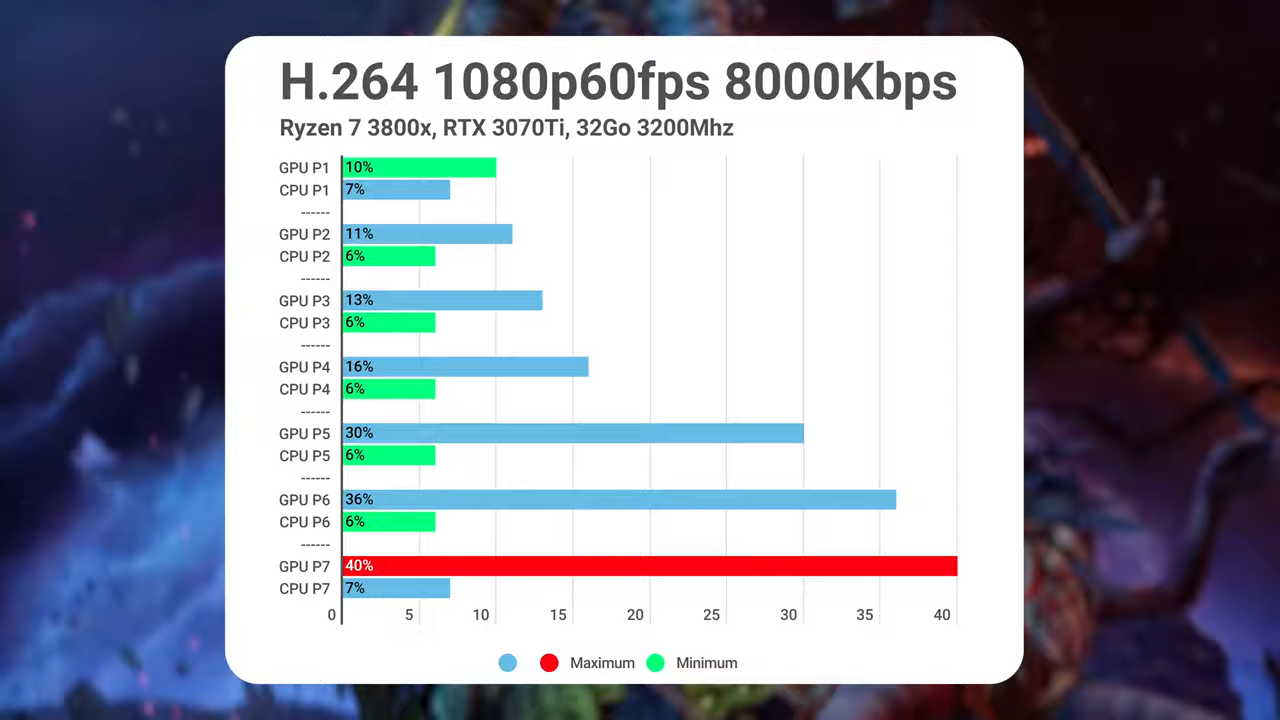 H.264 1080p60fps 8000Kbps
Ryzen 7 3800x, RTX 3070Ti, 32Go 3200Mhz
GPU P1 10%
CPU P1 7%
------
GPU P2 11%
CPU P2 6%
------
GPU P3 13%
CPU P3 6%
------
GPU P4 16%
CPU P4 6%
------
GPU P5 30%
CPU P5 6%
------
GPU P6 36%
CPU P6 6%
------
GPU P7 40%
CPU P7 7%
0 5 10 15 20 25 30 35 40
Maximum Minimum